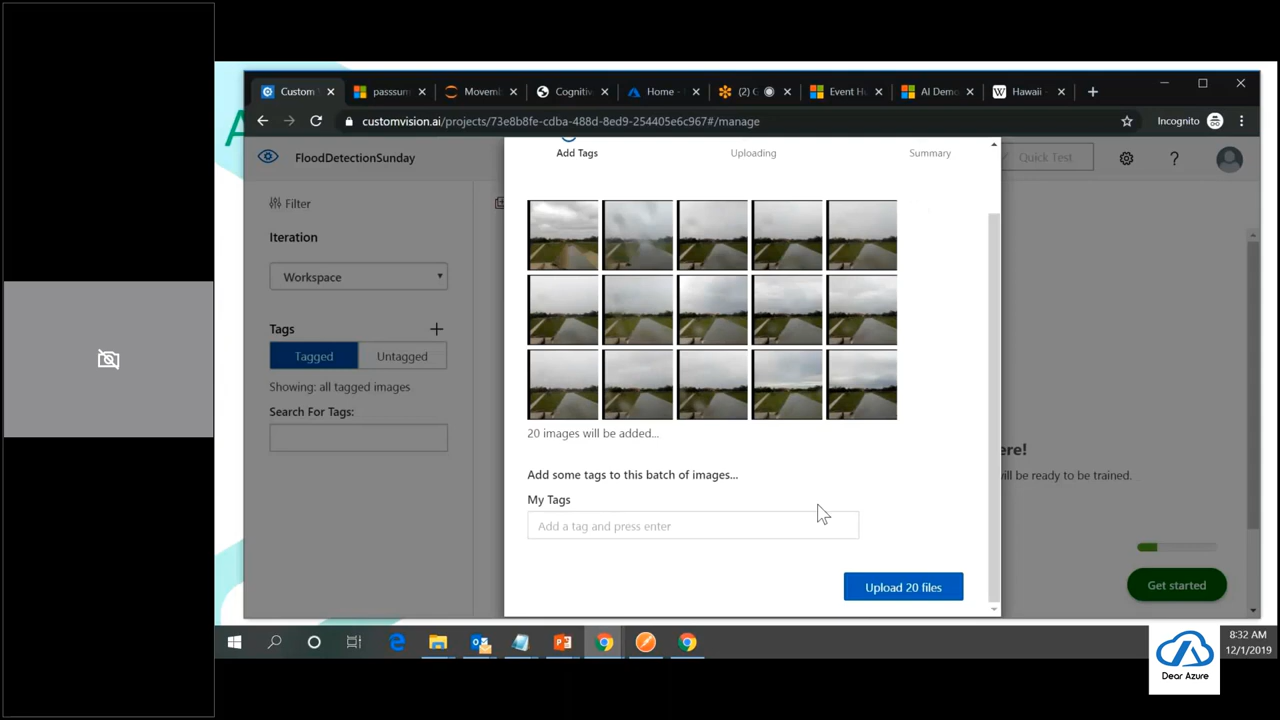 Custom
passsum
Movemb
Cognitiv
Home -
(2) G
Event H
AI Demo
Hawaii -
customvision.ai/projects/73e8b8fe-cdba-488d-8ed9-254405e6c967#/manage
Incognito
FloodDetectionSunday
Add Tags
Uploading
Summary
Quick Test
?
Filter
Iteration
Workspace
Tags
Tagged
Untagged
Showing: all tagged images
Search For Tags:
20 images will be added...
Add some tags to this batch of images...
My Tags
Add a tag and press enter
Upload 20 files
ere!
will be ready to be trained.
Get started
8:32 AM
12/1/2019
Dear Azure